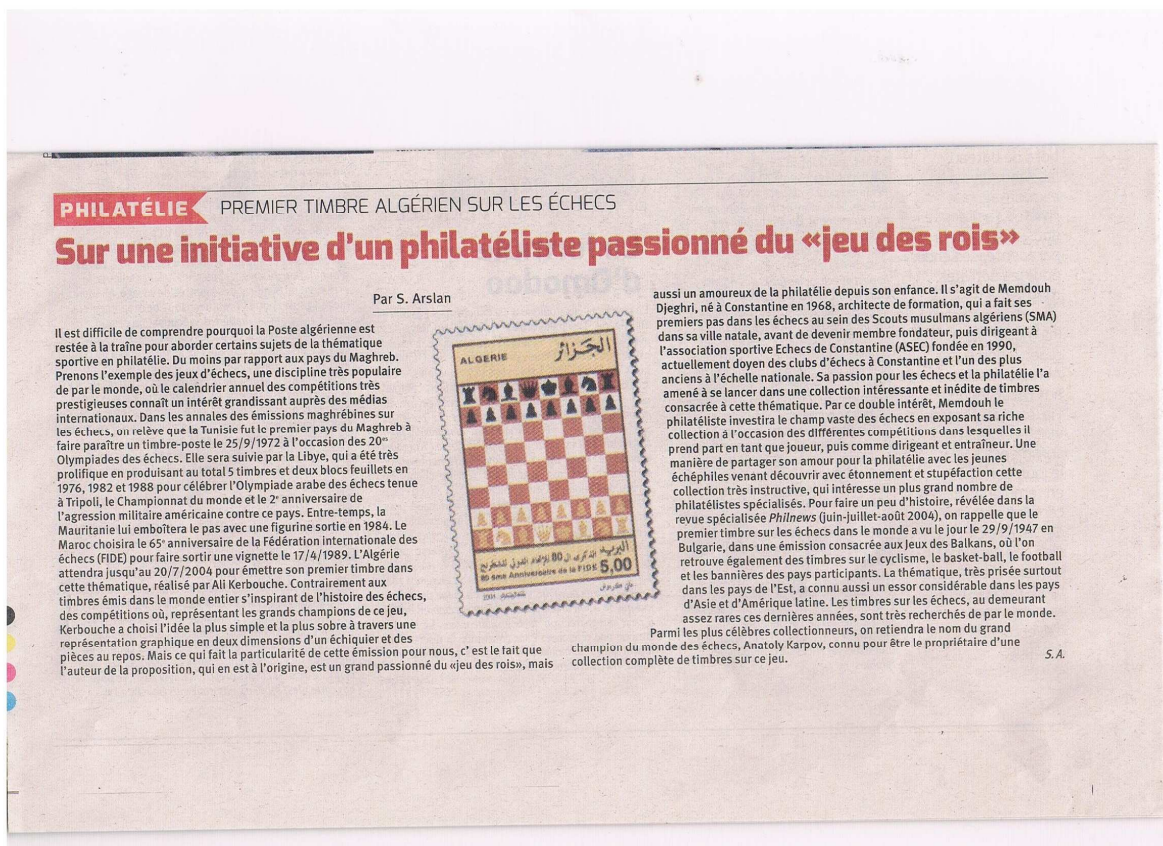 PHILATÉLIE PREMIER TIMBRE ALGÉRIEN SUR LES ÉCHECS
Sur une initiative d'un philatéliste passionné du «jeu des rois»
Par S. Arslan
Il est difficile de comprendre pourquoi la Poste algérienne est
restée à la traîne pour aborder certains sujets de la thématique
sportive en philatélie. Du moins par rapport aux pays du Maghreb.
Prenons l'exemple des jeux d'échecs, une discipline très populaire
de par le monde, où le calendrier annuel des compétitions très
prestigieuses connaît un intérêt grandissant auprès des médias
internationaux. Dans les annales des émissions maghrébines sur
les échecs, on relève que la Tunisie fut le premier pays du Maghreb à
faire paraître un timbre-poste le 25/9/1972 à l'occasion des 20es
Olympiades des échecs. Elle sera suivie par la Libye, qui a été très
prolifique en produisant au total 5 timbres et deux blocs feuillets en
1976, 1982 et 1988 pour célébrer l'Olympiade arabe des échecs tenue
à Tripoli, le Championnat du monde et le 2e anniversaire de
l'agression militaire américaine contre ce pays. Entre-temps, la
Mauritanie lui emboîtera le pas avec une figurine sortie en 1984. Le
Maroc choisira le 65e anniversaire de la Fédération internationale des
échecs (FIDE) pour faire sortir une vignette le 17/4/1989. L'Algérie
attendra jusqu'au 20/7/2004 pour émettre son premier timbre dans
cette thématique, réalisé par Ali Kerbouche. Contrairement aux
timbres émis dans le monde entier s'inspirant de l'histoire des échecs,
des compétitions où, représentant les grands champions de ce jeu,
Kerbouche a choisi l'idée la plus simple et la plus sobre à travers une
représentation graphique en deux dimensions d'un échiquier et des
pièces au repos. Mais ce qui fait la particularité de cette émission pour nous, c' est le fait que
l'auteur de la proposition, qui en est à l'origine, est un grand passionné du «jeu des rois», mais
ALGERIE الجزائر
البريد الذكرى ال 80 للإتحاد الدولي للشطرنج
80 ème Anniversaire de la FIDE 5,00
2004
aussi un amoureux de la philatélie depuis son enfance. Il s'agit de Memdouh
Djeghri, né à Constantine en 1968, architecte de formation, qui a fait ses
premiers pas dans les échecs au sein des Scouts musulmans algériens (SMA)
dans sa ville natale, avant de devenir membre fondateur, puis dirigeant à
l'association sportive Echecs de Constantine (ASEC) fondée en 1990,
actuellement doyen des clubs d'échecs à Constantine et l'un des plus
anciens à l'échelle nationale. Sa passion pour les échecs et la philatélie l'a
amené à se lancer dans une collection intéressante et inédite de timbres
consacrée à cette thématique. Par ce double intérêt, Memdouh le
philatéliste investira le champ vaste des échecs en exposant sa riche
collection à l'occasion des différentes compétitions dans lesquelles il
prend part en tant que joueur, puis comme dirigeant et entraîneur. Une
manière de partager son amour pour la philatélie avec les jeunes
échéphiles venant découvrir avec étonnement et stupéfaction cette
collection très instructive, qui intéresse un plus grand nombre de
philatélistes spécialisés. Pour faire un peu d'histoire, révélée dans la
revue spécialisée Philnews (juin-juillet-août 2004), on rappelle que le
premier timbre sur les échecs dans le monde a vu le jour le 29/9/1947 en
Bulgarie, dans une émission consacrée aux Jeux des Balkans, où l'on
retrouve également des timbres sur le cyclisme, le basket-ball, le football
et les bannières des pays participants. La thématique, très prisée surtout
dans les pays de l'Est, a connu aussi un essor considérable dans les pays
d'Asie et d'Amérique latine. Les timbres sur les échecs, au demeurant
assez rares ces dernières années, sont très recherchés de par le monde.
Parmi les plus célèbres collectionneurs, on retiendra le nom du grand
champion du monde des échecs, Anatoly Karpov, connu pour être le propriétaire d'une
collection complète de timbres sur ce jeu.
S. A.